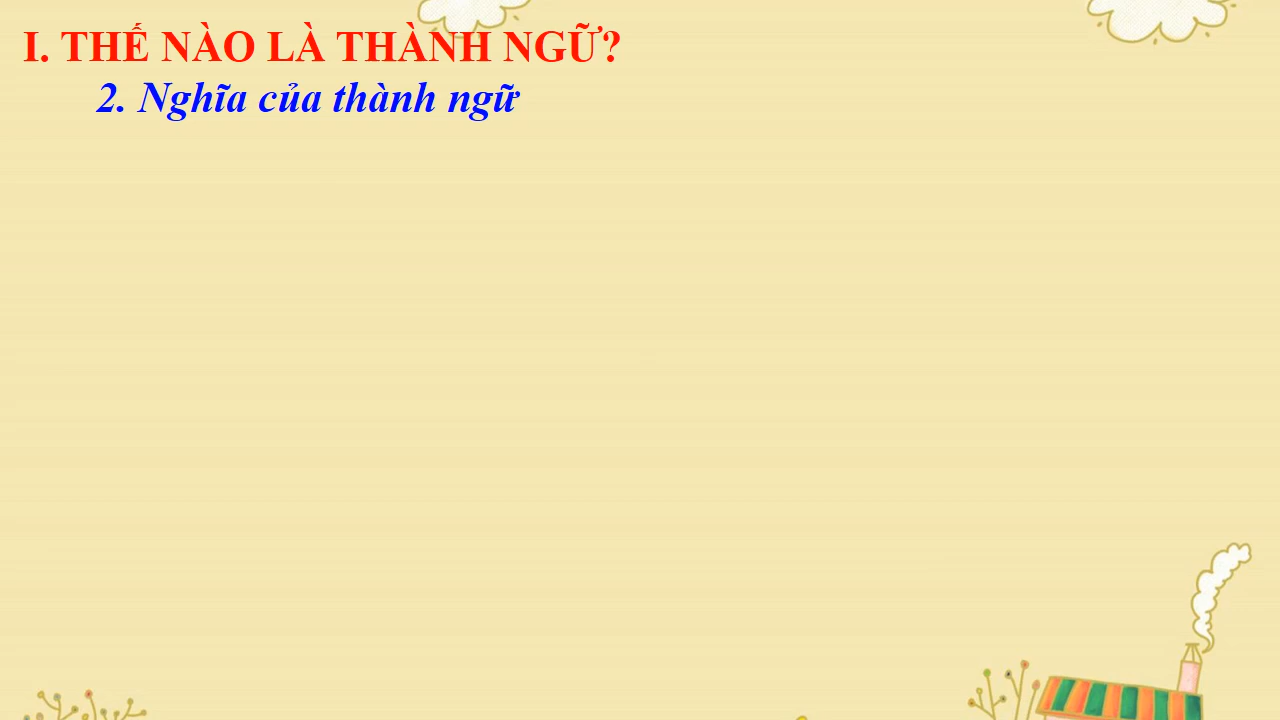 I. THẾ NÀO LÀ THÀNH NGỮ?
2. Nghĩa của thành ngữ